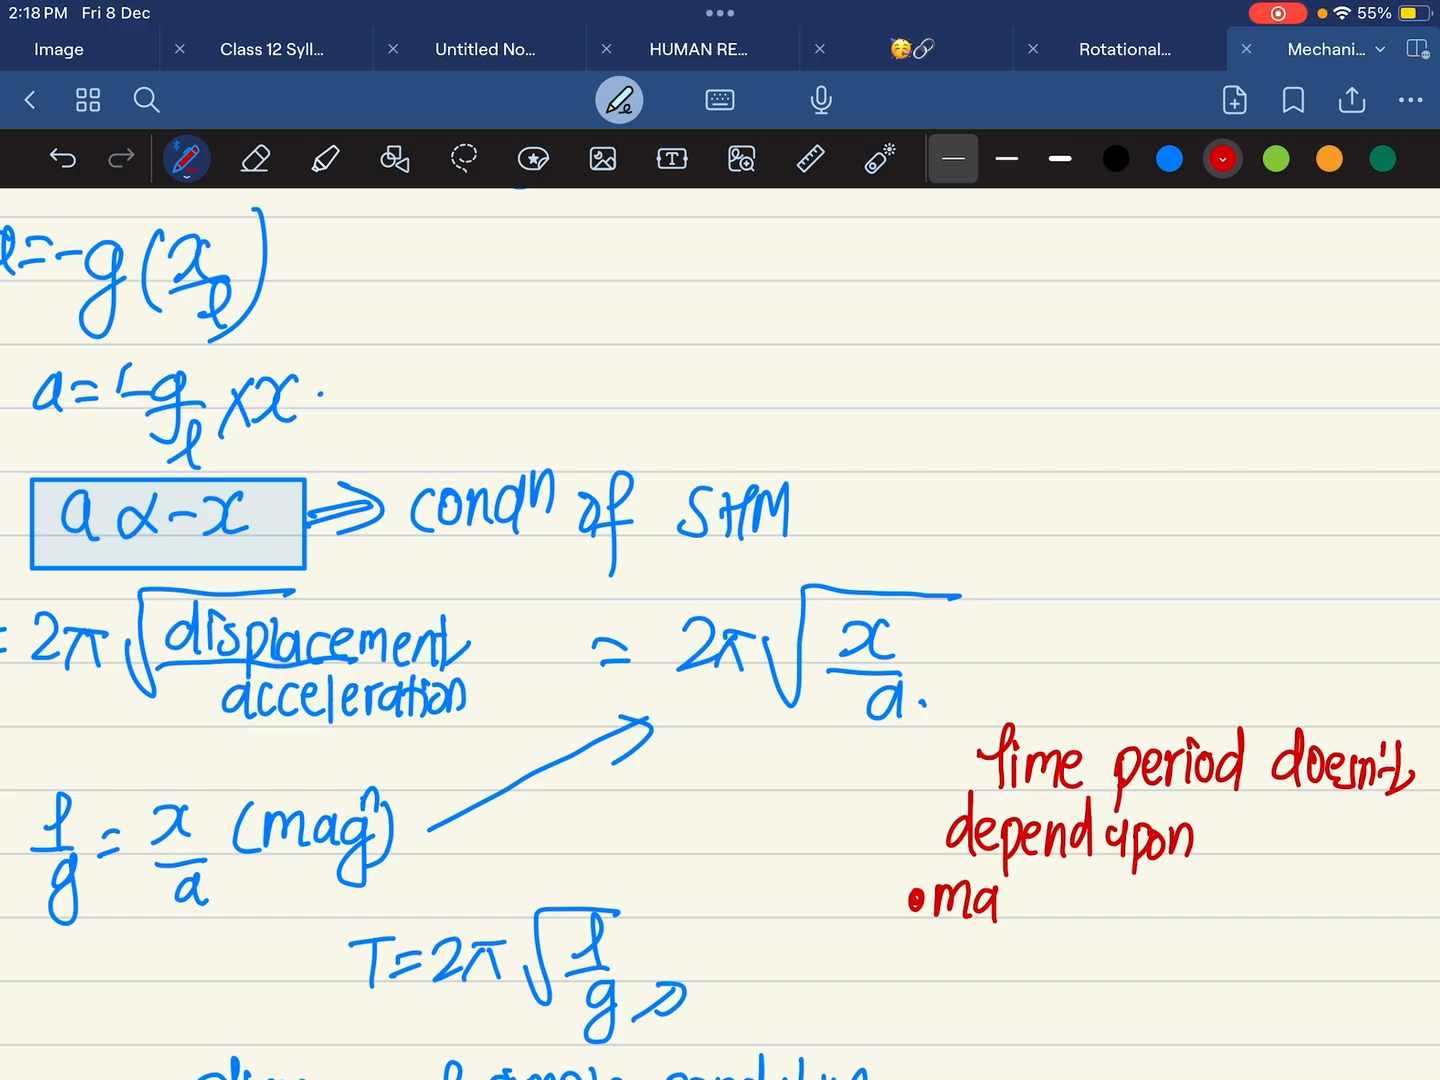 2:18 PM Fri 8 Dec
55%
Image
Class 12 Syll...
Untitled No...
HUMAN RE...
🥳🔗
Rotational...
Mechani...
= -g (x/l)
a = -g/l × x .
a α - x ⇒ condn of SHM
= 2π √(displacement/acceleration) = 2π √(x/a) .
Time period doesn't
depend upon
l/g = x/a (magn)
• ma
T = 2π √(l/g)